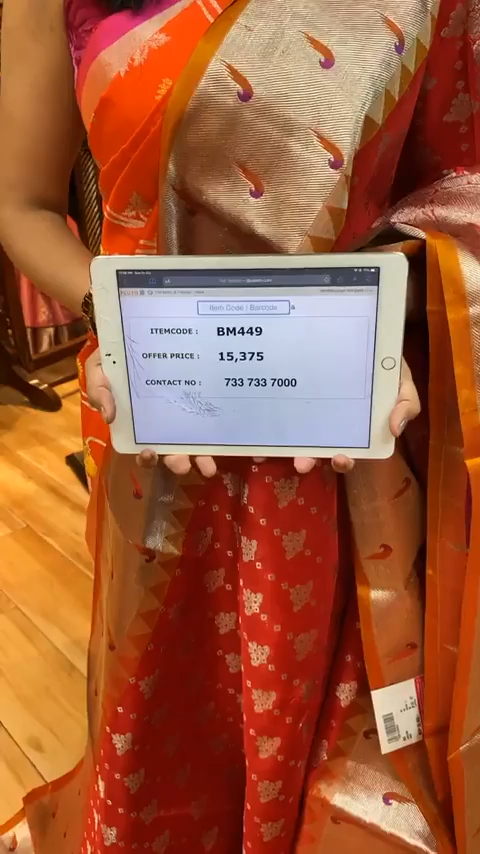 Item Code / Barcode
ITEMCODE : BM449
OFFER PRICE : 15,375
CONTACT NO : 733 733 7000